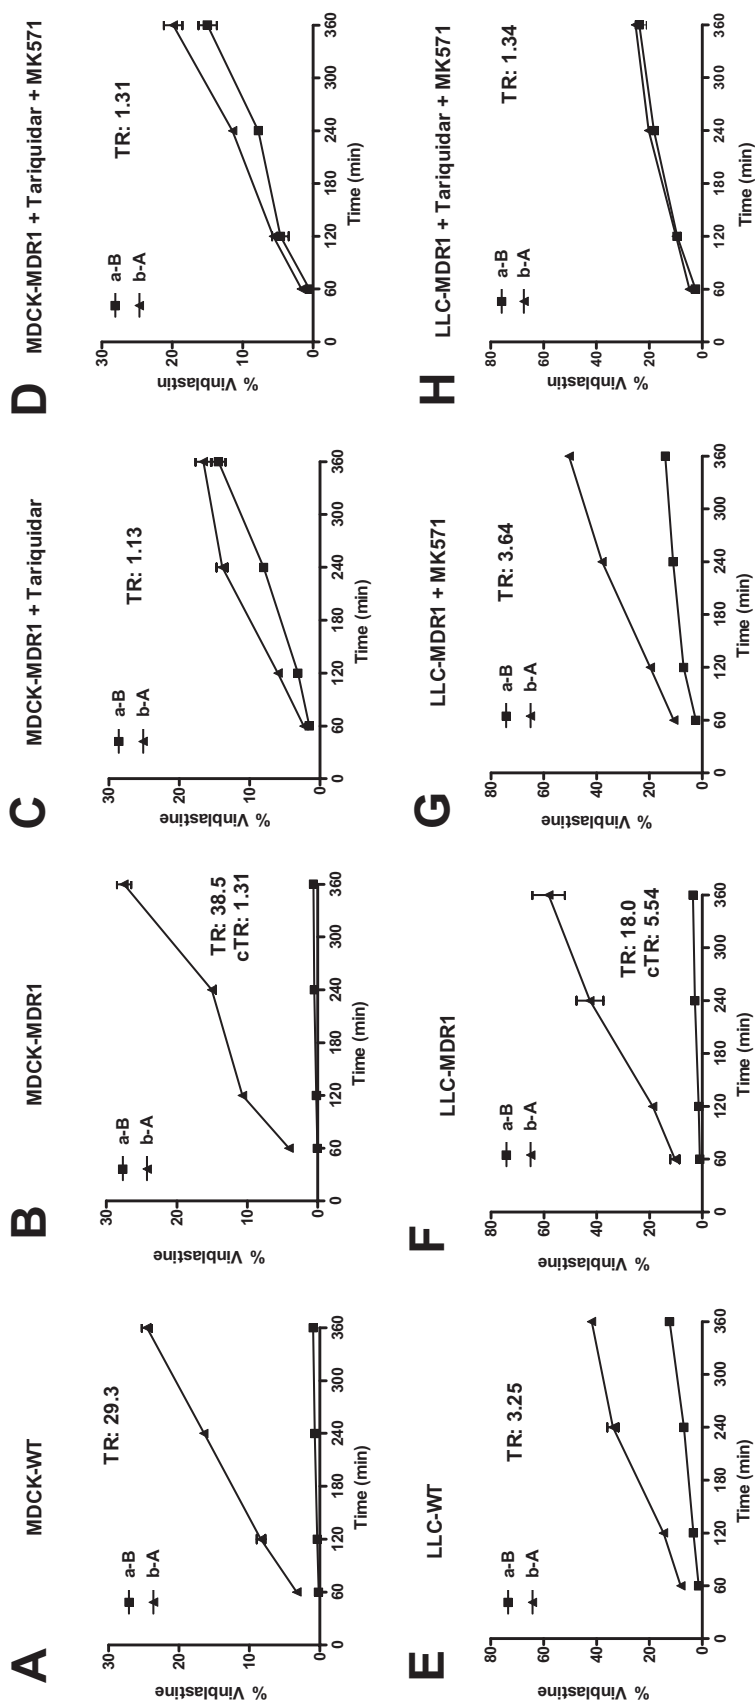 A
MDCK-WT
% Vinblastine
30
20
10
0
a-B
b-A
TR: 29.3
0 60 120 180 240 300 360
Time (min)
B
MDCK-MDR1
% Vinblastine
30
20
10
0
a-B
b-A
TR: 38.5
cTR: 1.31
0 60 120 180 240 300 360
Time (min)
C
MDCK-MDR1 + Tariquidar
% Vinblastine
30
20
10
0
a-B
b-A
TR: 1.13
0 60 120 180 240 300 360
Time (min)
D
MDCK-MDR1 + Tariquidar + MK571
% Vinblastin
30
20
10
0
a-B
b-A
TR: 1.31
0 60 120 180 240 300 360
Time (min)
E
LLC-WT
% Vinblastine
80
60
40
20
0
a-B
b-A
TR: 3.25
0 60 120 180 240 300 360
Time (min)
F
LLC-MDR1
% Vinblastine
80
60
40
20
0
a-B
b-A
TR: 18.0
cTR: 5.54
0 60 120 180 240 300 360
Time (min)
G
LLC-MDR1 + MK571
% Vinblastine
80
60
40
20
0
a-B
b-A
TR: 3.64
0 60 120 180 240 300 360
Time (min)
H
LLC-MDR1 + Tariquidar + MK571
% Vinblastin
80
60
40
20
0
a-B
b-A
TR: 1.34
0 60 120 180 240 300 360
Time (min)